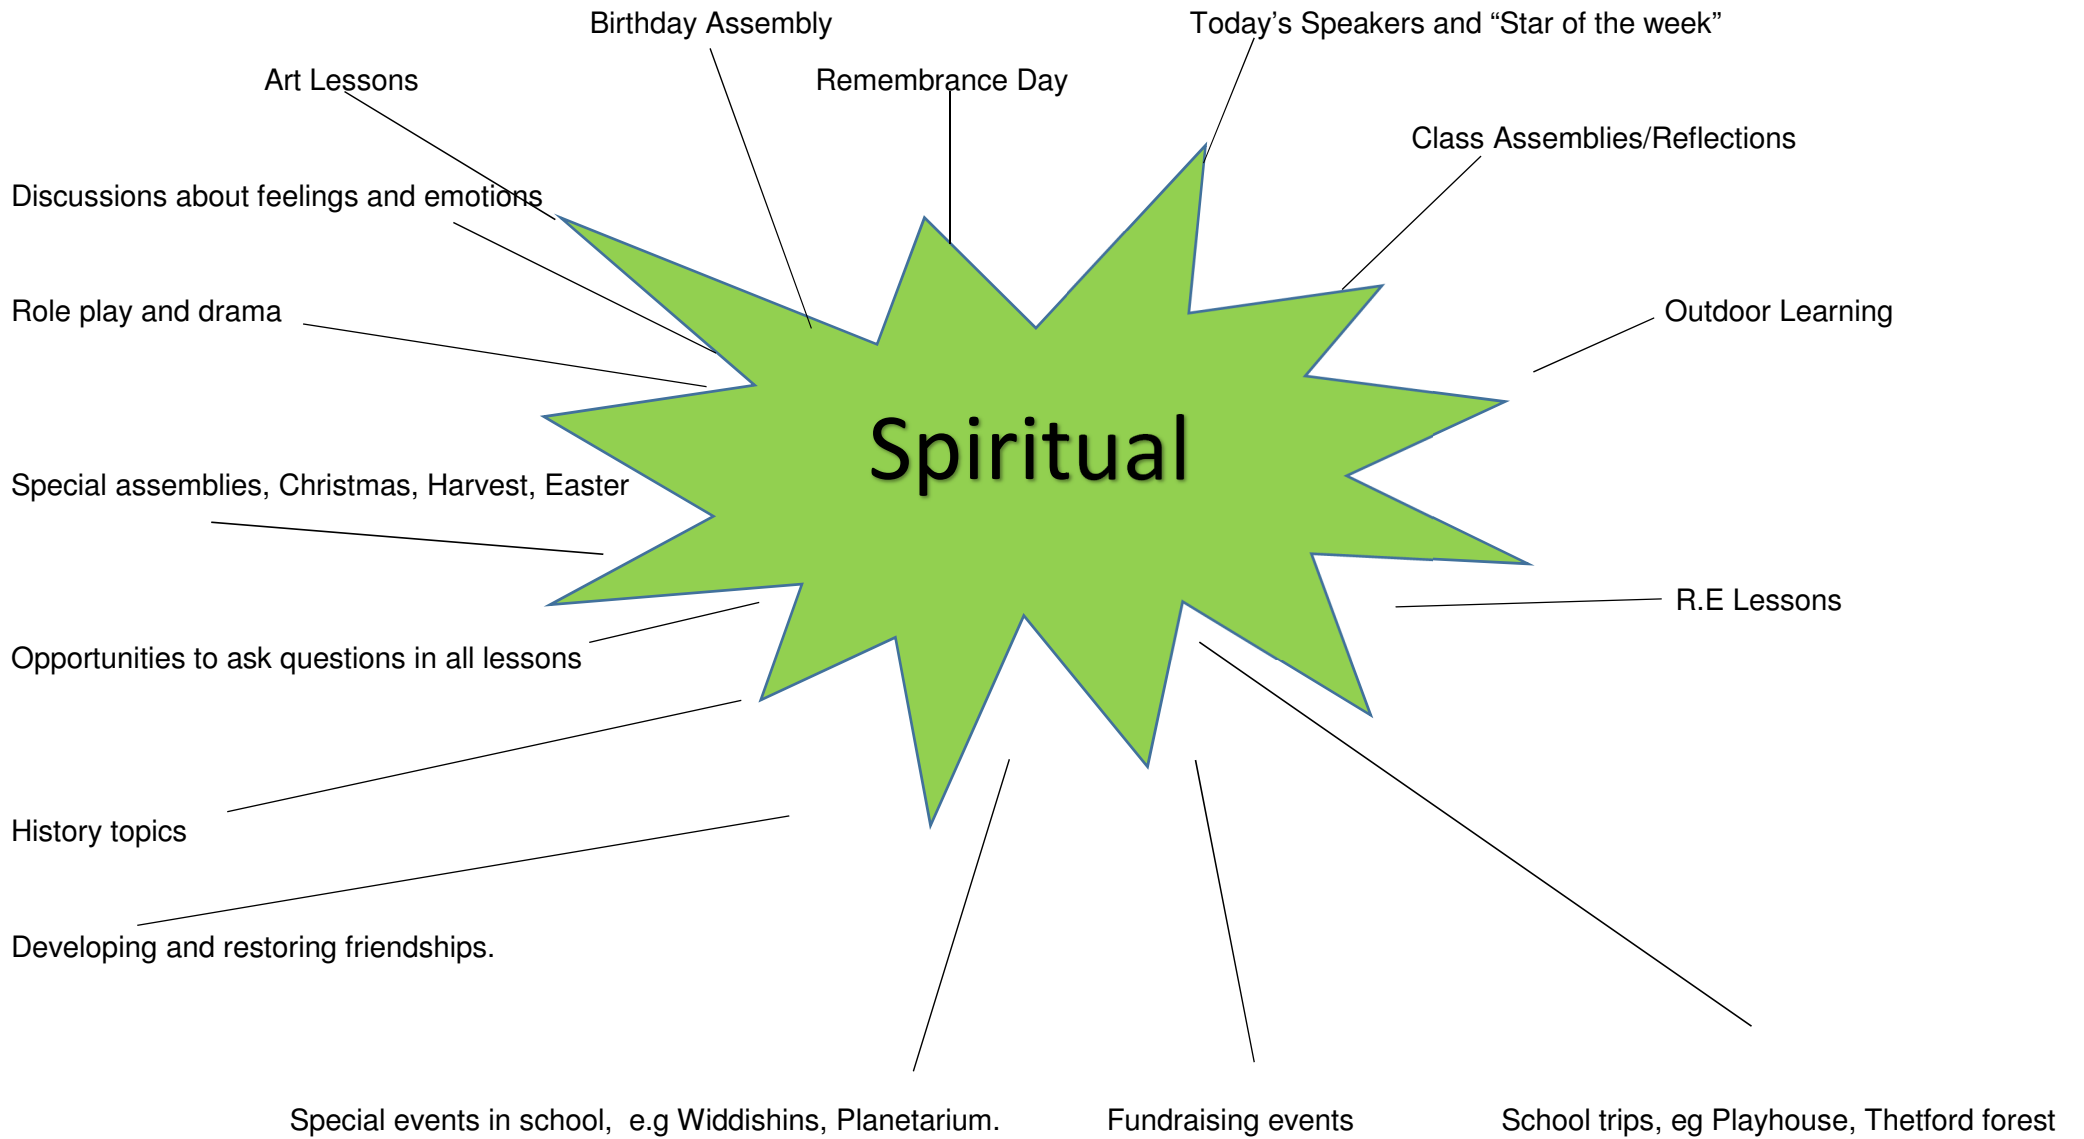 Birthday Assembly
Today’s Speakers and “Star of the week”
Art Lessons
Remembrance Day
Class Assemblies/Reflections
Discussions about feelings and emotions
Role play and drama
Outdoor Learning
Spiritual
Special assemblies, Christmas, Harvest, Easter
R.E Lessons
Opportunities to ask questions in all lessons
History topics
Developing and restoring friendships.
Special events in school,  e.g Widdishins, Planetarium.
Fundraising events
School trips, eg Playhouse, Thetford forest